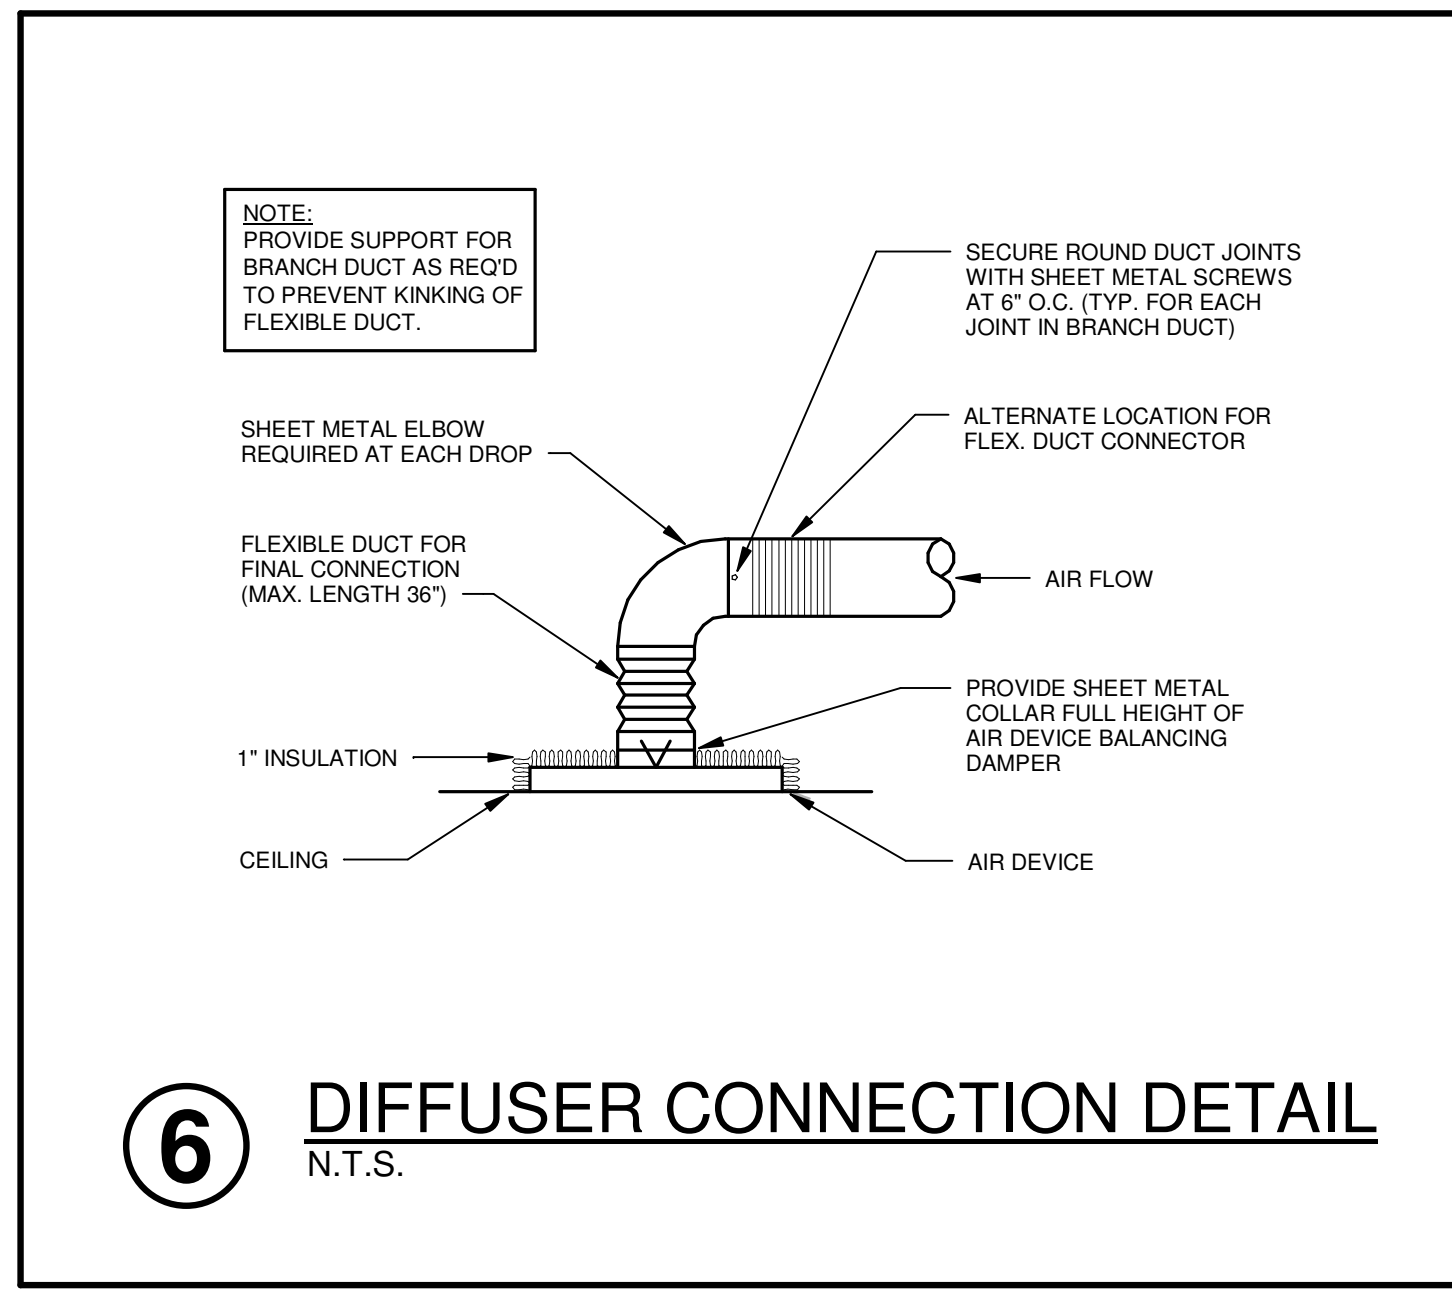 NOTE:
PROVIDE SUPPORT FOR
BRANCH DUCT AS REQ'D
TO PREVENT KINKING OF
FLEXIBLE DUCT.
SECURE ROUND DUCT JOINTS
WITH SHEET METAL SCREWS
AT 6" O.C. (TYP. FOR EACH
JOINT IN BRANCH DUCT)
SHEET METAL ELBOW
REQUIRED AT EACH DROP
ALTERNATE LOCATION FOR
FLEX. DUCT CONNECTOR
FLEXIBLE DUCT FOR
FINAL CONNECTION
(MAX. LENGTH 36")
AIR FLOW
PROVIDE SHEET METAL
COLLAR FULL HEIGHT OF
AIR DEVICE BALANCING
DAMPER
1" INSULATION
CEILING
AIR DEVICE
6
DIFFUSER CONNECTION DETAIL
N.T.S.